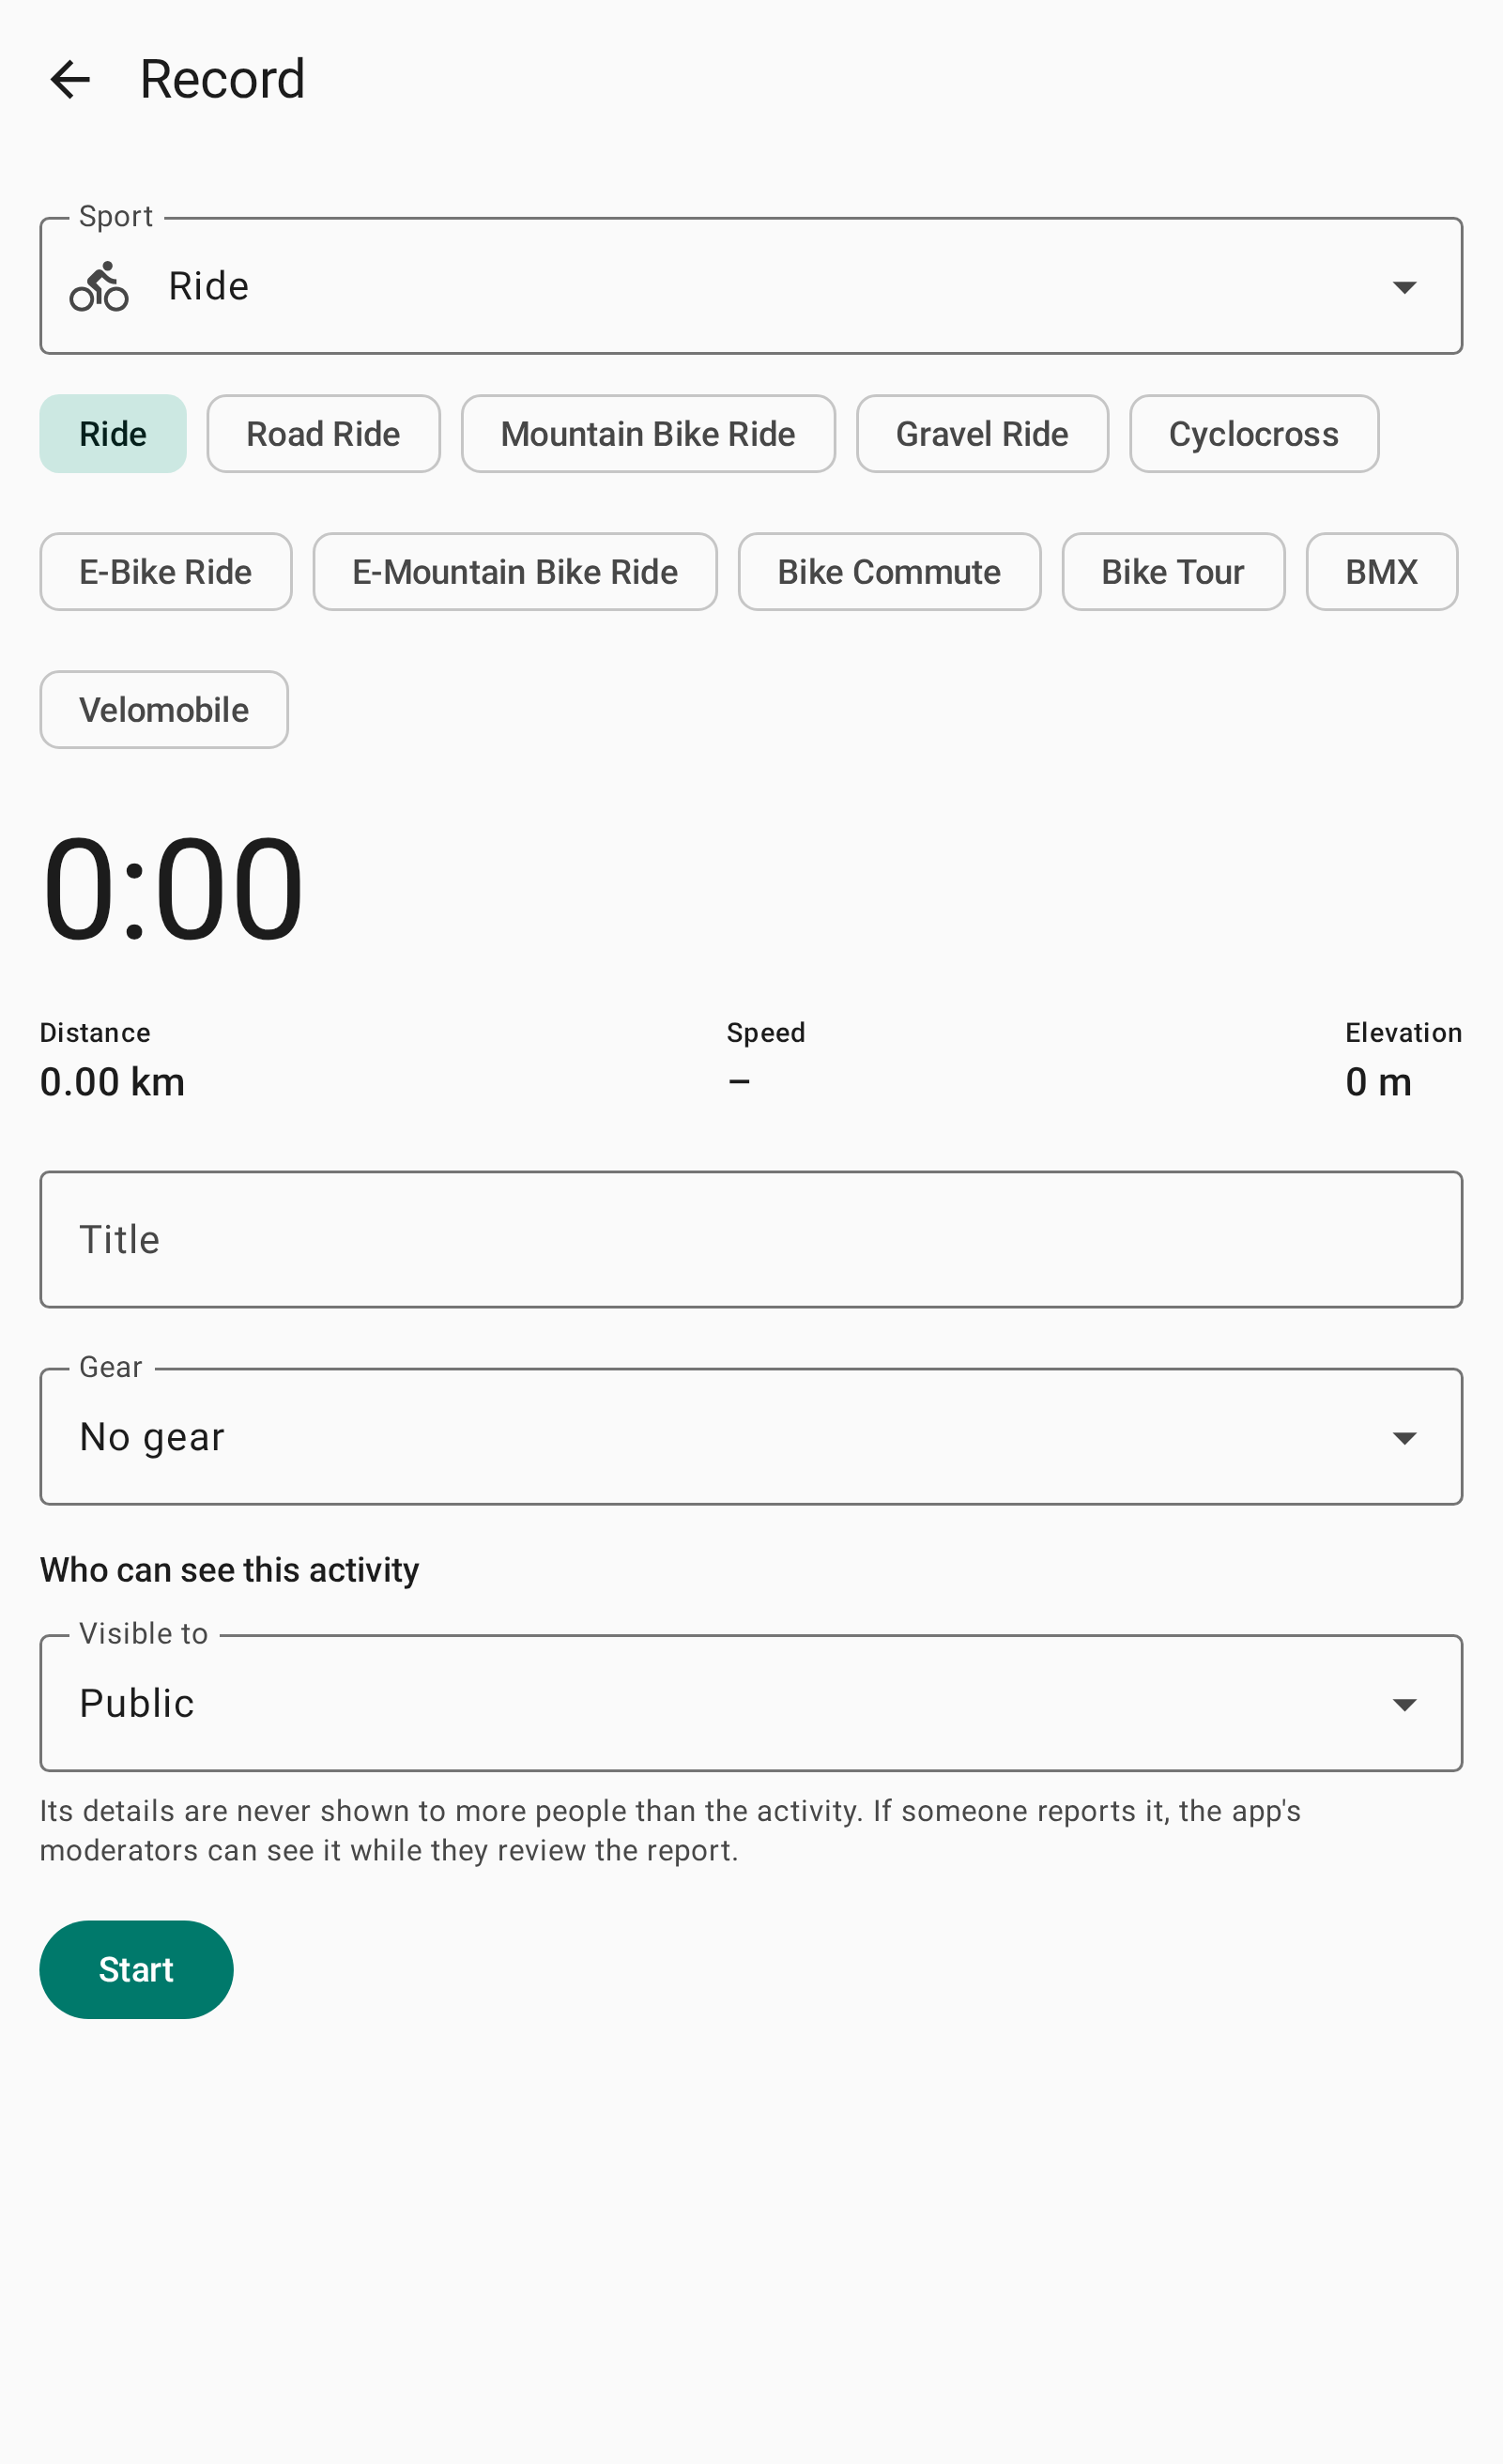 Record
Sport
Ride
Ride
Road Ride
Mountain Bike Ride
Gravel Ride
Cyclocross
E-Bike Ride
E-Mountain Bike Ride
Bike Commute
Bike Tour
BMX
Velomobile
0:00
Distance
0.00 km
Speed
–
Elevation
0 m
Title
Gear
No gear
Who can see this activity
Visible to
Public
Its details are never shown to more people than the activity. If someone reports it, the app's
moderators can see it while they review the report.
Start